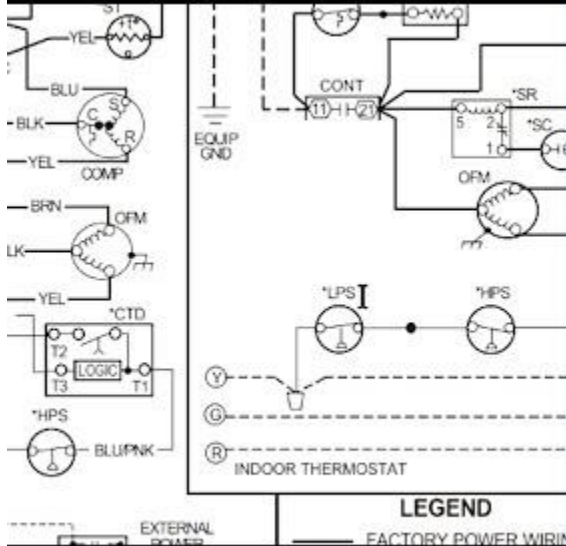 ST
YEL
BLU
S
C
BLK
R
YEL
COMP
BRN
OFM
LK
YEL
*CTD
T2
LOGIC
T3
T1
*HPS
BLU/PNK
EXTERNAL
POWER
EQUIP
GND
CONT
11
21
*SR
5
2
*SC
1
OFM
*LPS
*HPS
Y
G
R
INDOOR THERMOSTAT
LEGEND
FACTORY POWER WIRIN